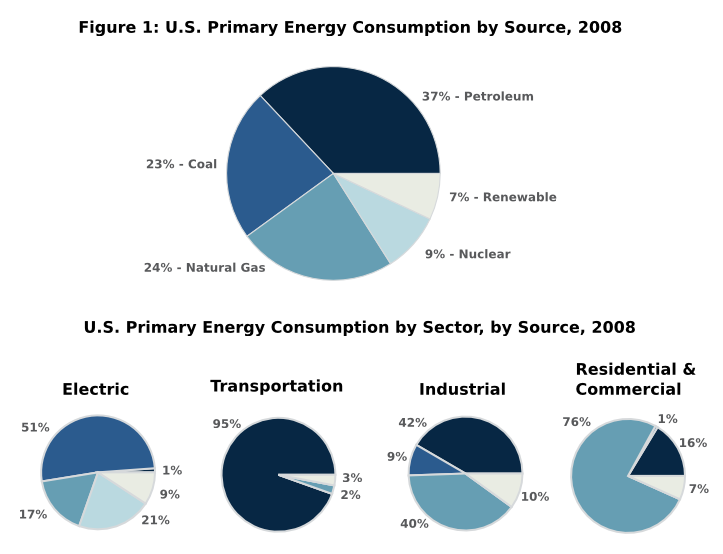 Figure 1: U.S. Primary Energy Consumption by Source, 2008
37% - Petroleum
23% - Coal
7% - Renewable
9% - Nuclear
24% - Natural Gas
U.S. Primary Energy Consumption by Sector, by Source, 2008
Electric
51%
1%
9%
17%
21%
Transportation
95%
3%
2%
Industrial
42%
9%
10%
40%
Residential &
Commercial
76%
1%
16%
7%